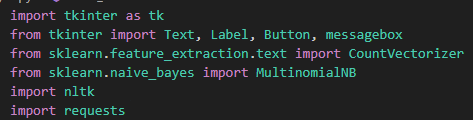 import tkinter as tk
from tkinter import Text, Label, Button, messagebox
from sklearn.feature_extraction.text import CountVectorizer
from sklearn.naive_bayes import MultinomialNB
import nltk
import requests